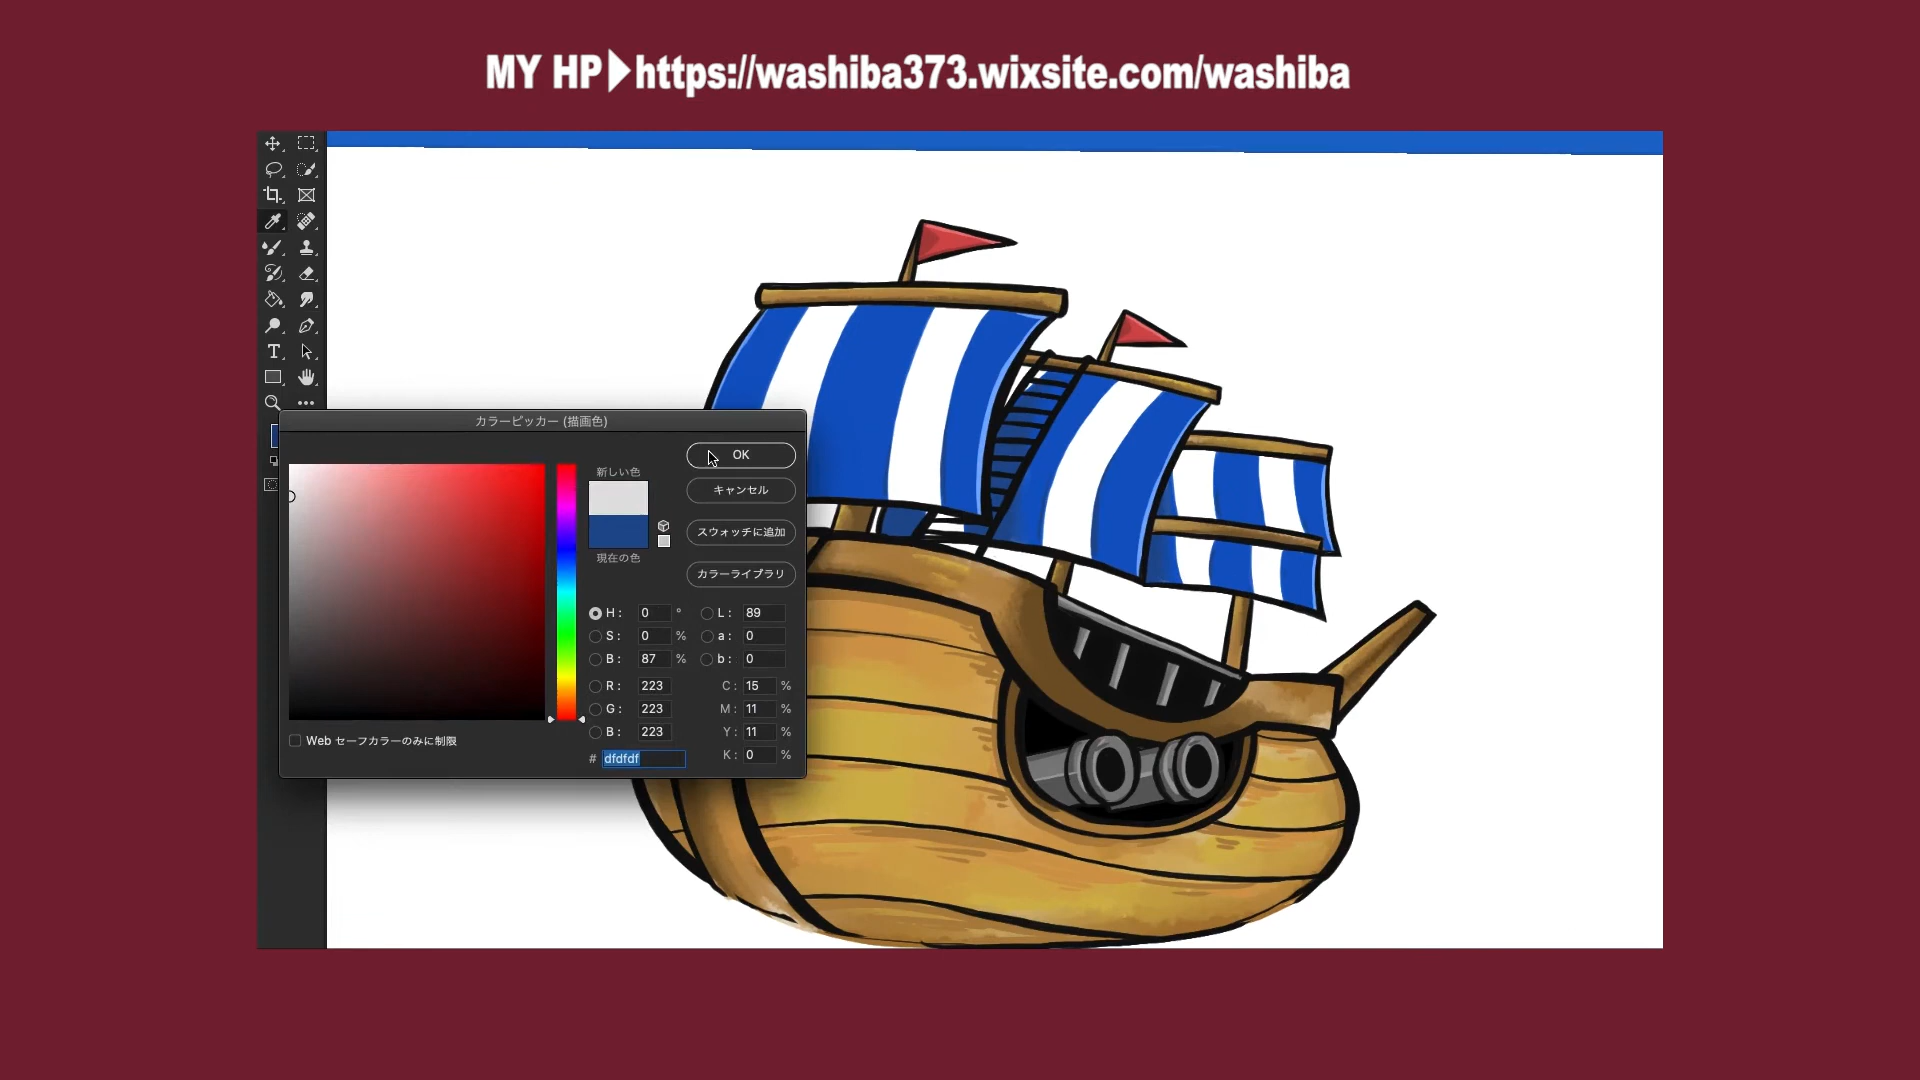 MY HP▶https://washiba373.wixsite.com/washiba
T
カラーピッカー (描画色)
新しい色
現在の色
OK
キャンセル
スウォッチに追加
カラーライブラリ
H : 0 ° L : 89
S : 0 % a : 0
B : 87 % b : 0
R : 223 C : 15 %
G : 223 M : 11 %
B : 223 Y : 11 %
# dfdfdf K : 0 %
Web セーフカラーのみに制限